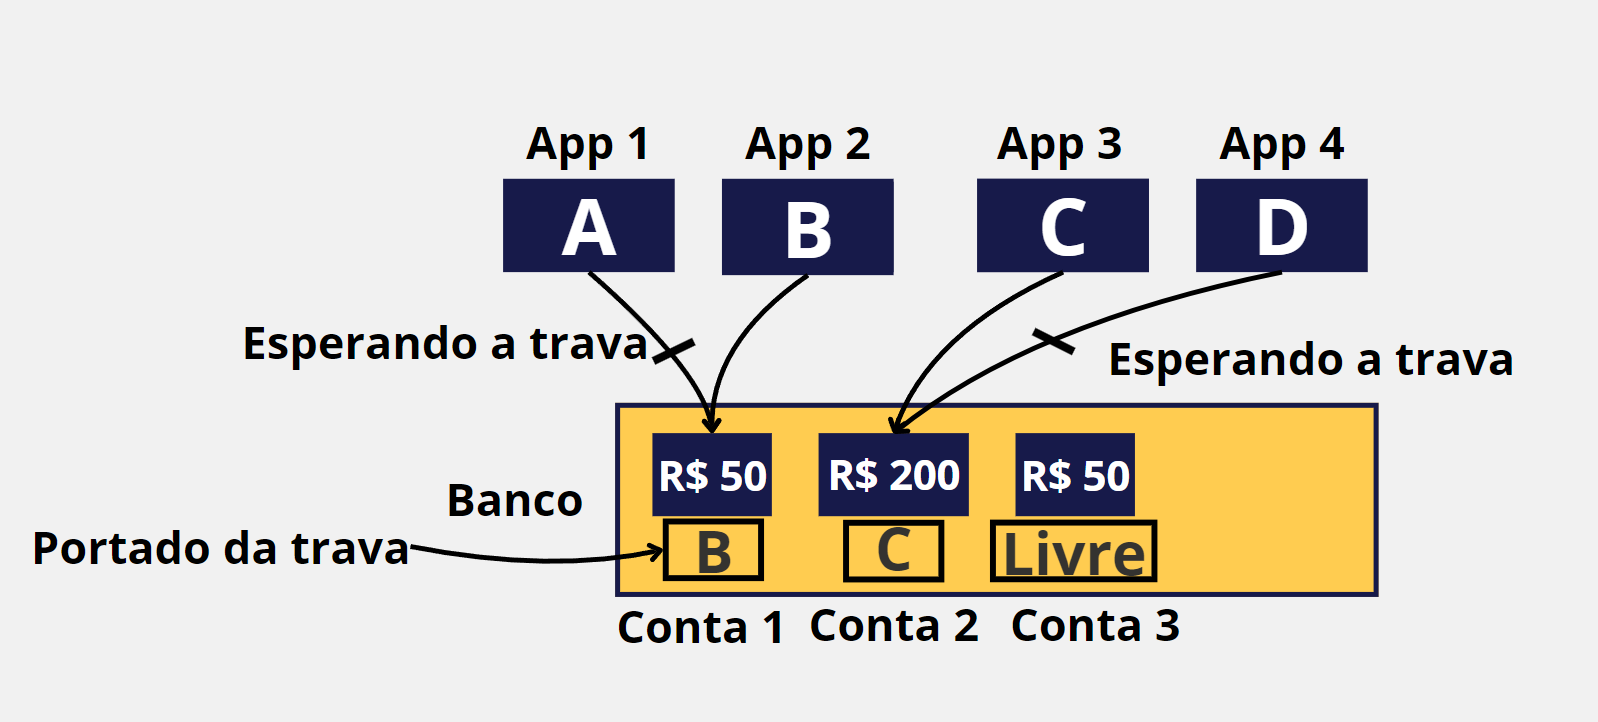 App 1
App 2
App 3
App 4
A
B
C
D
Esperando a trava
Esperando a trava
R$ 50
R$ 200
R$ 50
Banco
Portado da trava
B
C
Livre
Conta 1
Conta 2
Conta 3